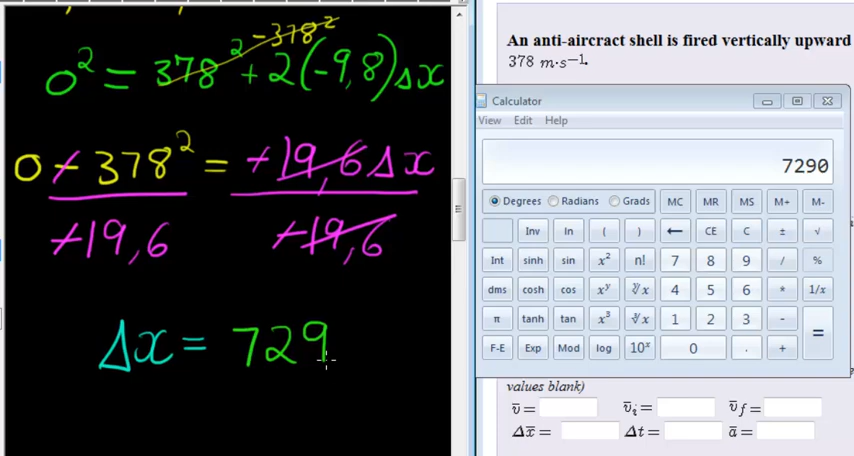 0² = 378² - 378² + 2(-9,8)Δx
0 - 378² = -19,6Δx
-19,6 -19,6
Δx = 729
An anti-aircract shell is fired vertically upward
378 m·s⁻¹.
Calculator
View Edit Help
7290
Degrees Radians Grads MC MR MS M+ M-
Inv ln ( ) ← CE C ± √
Int sinh sin x² n! 7 8 9 / %
dms cosh cos xʸ ʸ√x 4 5 6 * 1/x
π tanh tan x³ ³√x 1 2 3 - =
F-E Exp Mod log 10ˣ 0 . +
values blank)
v̅ = v̅ᵢ = v̅f =
Δx̅ = Δt = a̅ =